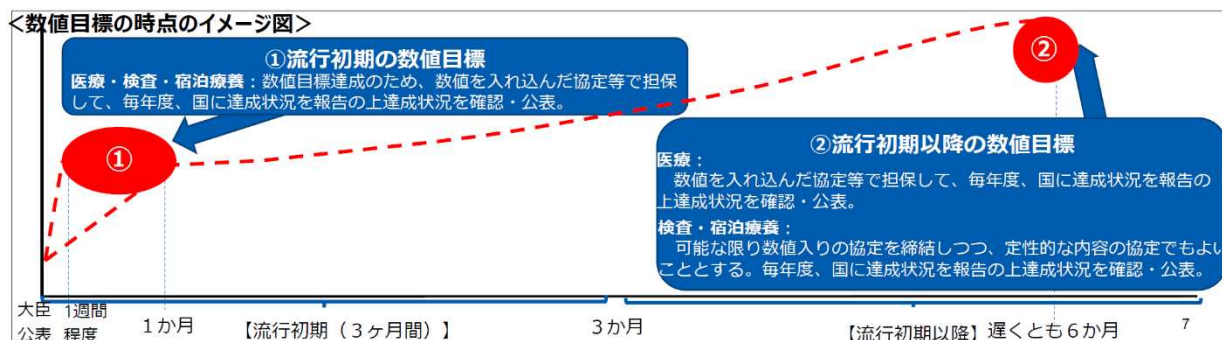 <数値目標の時点のイメージ図>
①流行初期の数値目標
医療・検査・宿泊療養:数値目標達成のため、数値を入れ込んだ協定等で担保
して、毎年度、国に達成状況を報告の上達成状況を確認・公表。
①
②
②流行初期以降の数値目標
医療:
数値を入れ込んだ協定等で担保して、毎年度、国に達成状況を報告の
上達成状況を確認・公表。
検査・宿泊療養:
可能な限り数値入りの協定を締結しつつ、定性的な内容の協定でもよい
こととする。毎年度、国に達成状況を報告の上達成状況を確認・公表。
大臣
公表
1週間
程度
1か月
【流行初期(3ヶ月間)】
3か月
【流行初期以降】
遅くとも6か月
7